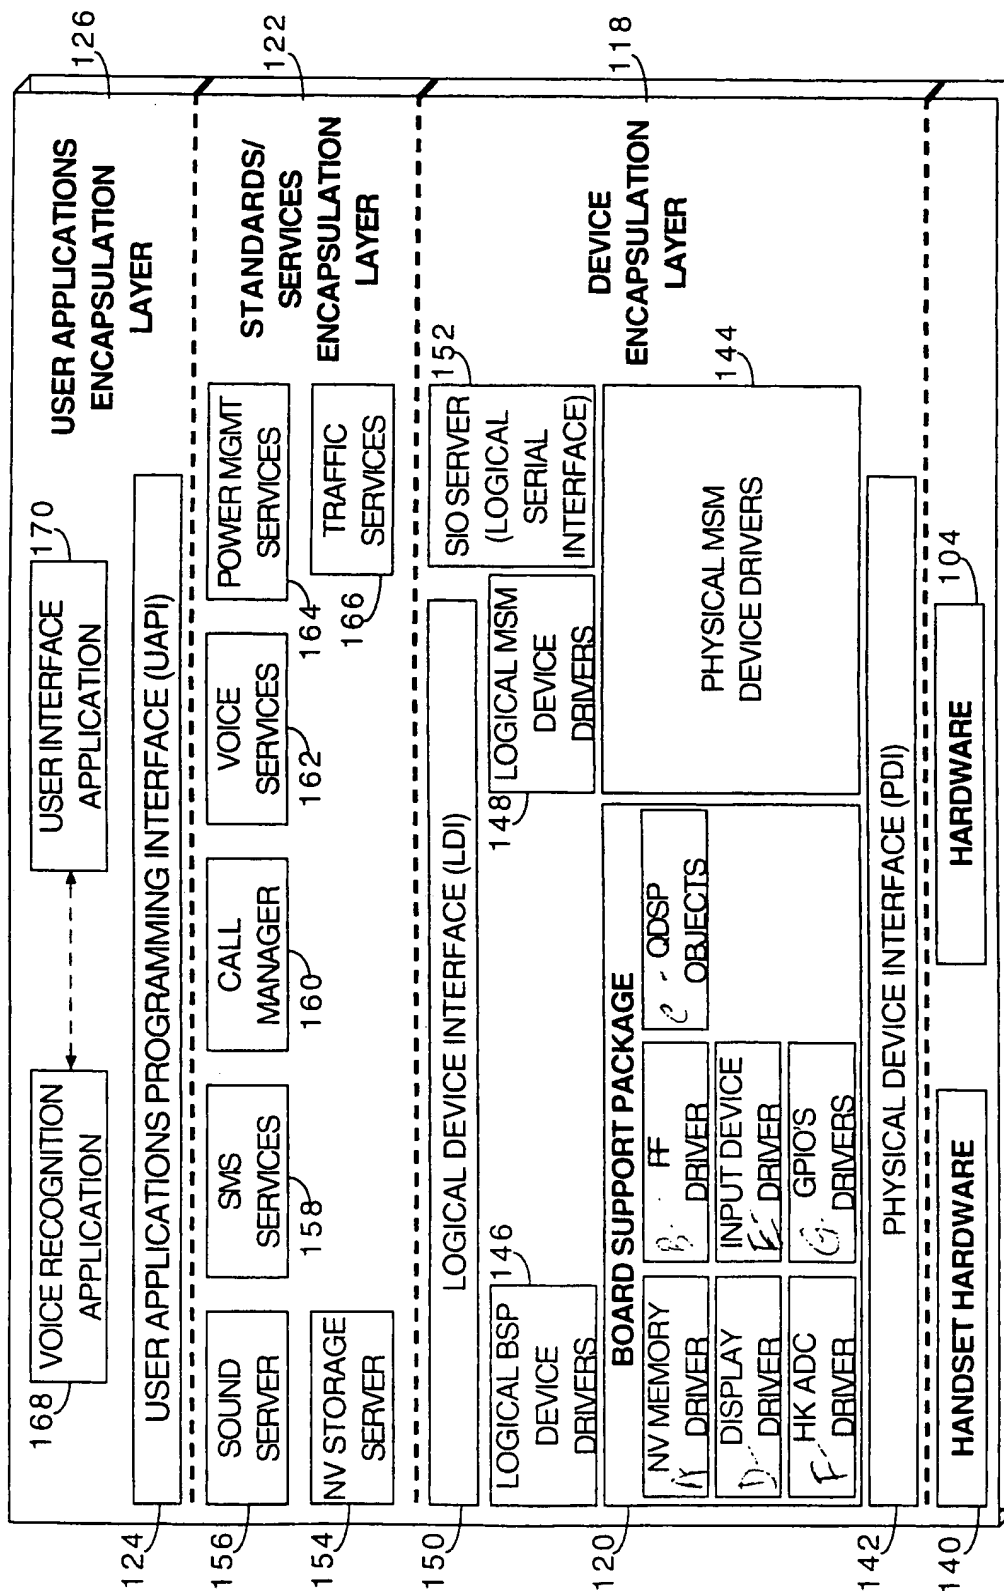 168
VOICE RECOGNITION
APPLICATION
USER INTERFACE
APPLICATION
170
USER APPLICATIONS
ENCAPSULATION
LAYER
126
124
USER APPLICATIONS PROGRAMMING INTERFACE (UAPI)
156
SOUND
SERVER
SMS
SERVICES
158
CALL
MANAGER
160
VOICE
SERVICES
162
POWER MGMT
SERVICES
164
STANDARDS/
SERVICES
ENCAPSULATION
LAYER
122
154
NV STORAGE
SERVER
166
TRAFFIC
SERVICES
150
LOGICAL DEVICE INTERFACE (LDI)
SIO SERVER
(LOGICAL
SERIAL
INTERFACE)
152
LOGICAL BSP
DEVICE
DRIVERS
146
148
LOGICAL MSM
DEVICE
DRIVERS
DEVICE
ENCAPSULATION
LAYER
118
120
BOARD SUPPORT PACKAGE
NV MEMORY
A DRIVER
B- RF
DRIVER
C - QDSP
OBJECTS
DISPLAY
D-- DRIVER
INPUT DEVICE
E- DRIVER
F-- HK ADC
DRIVER
G- GPIO'S
DRIVERS
PHYSICAL MSM
DEVICE DRIVERS
144
142
PHYSICAL DEVICE INTERFACE (PDI)
140
HANDSET HARDWARE
HARDWARE
104